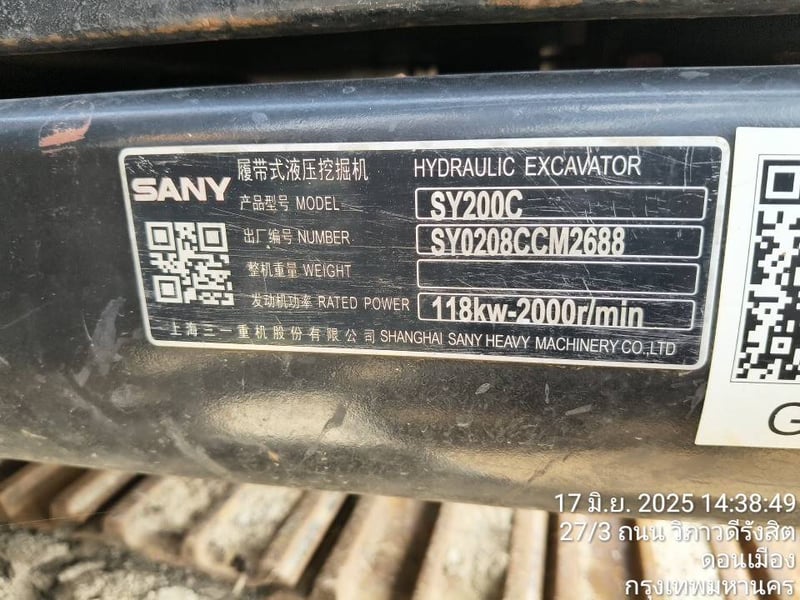 SANY 履带式液压挖掘机 HYDRAULIC EXCAVATOR
产品型号 MODEL SY200C
出厂编号 NUMBER SY0208CCM2688
整机重量 WEIGHT
发动机功率 RATED POWER 118kw-2000r/min
上海三一重机股份有限公司 SHANGHAI SANY HEAVY MACHINERY CO.,LTD
G
17 มิ.ย. 2025 14:38:49
27/3 ถนน วิภาวดีรังสิต
ดอนเมือง
กรุงเทพมหานคร